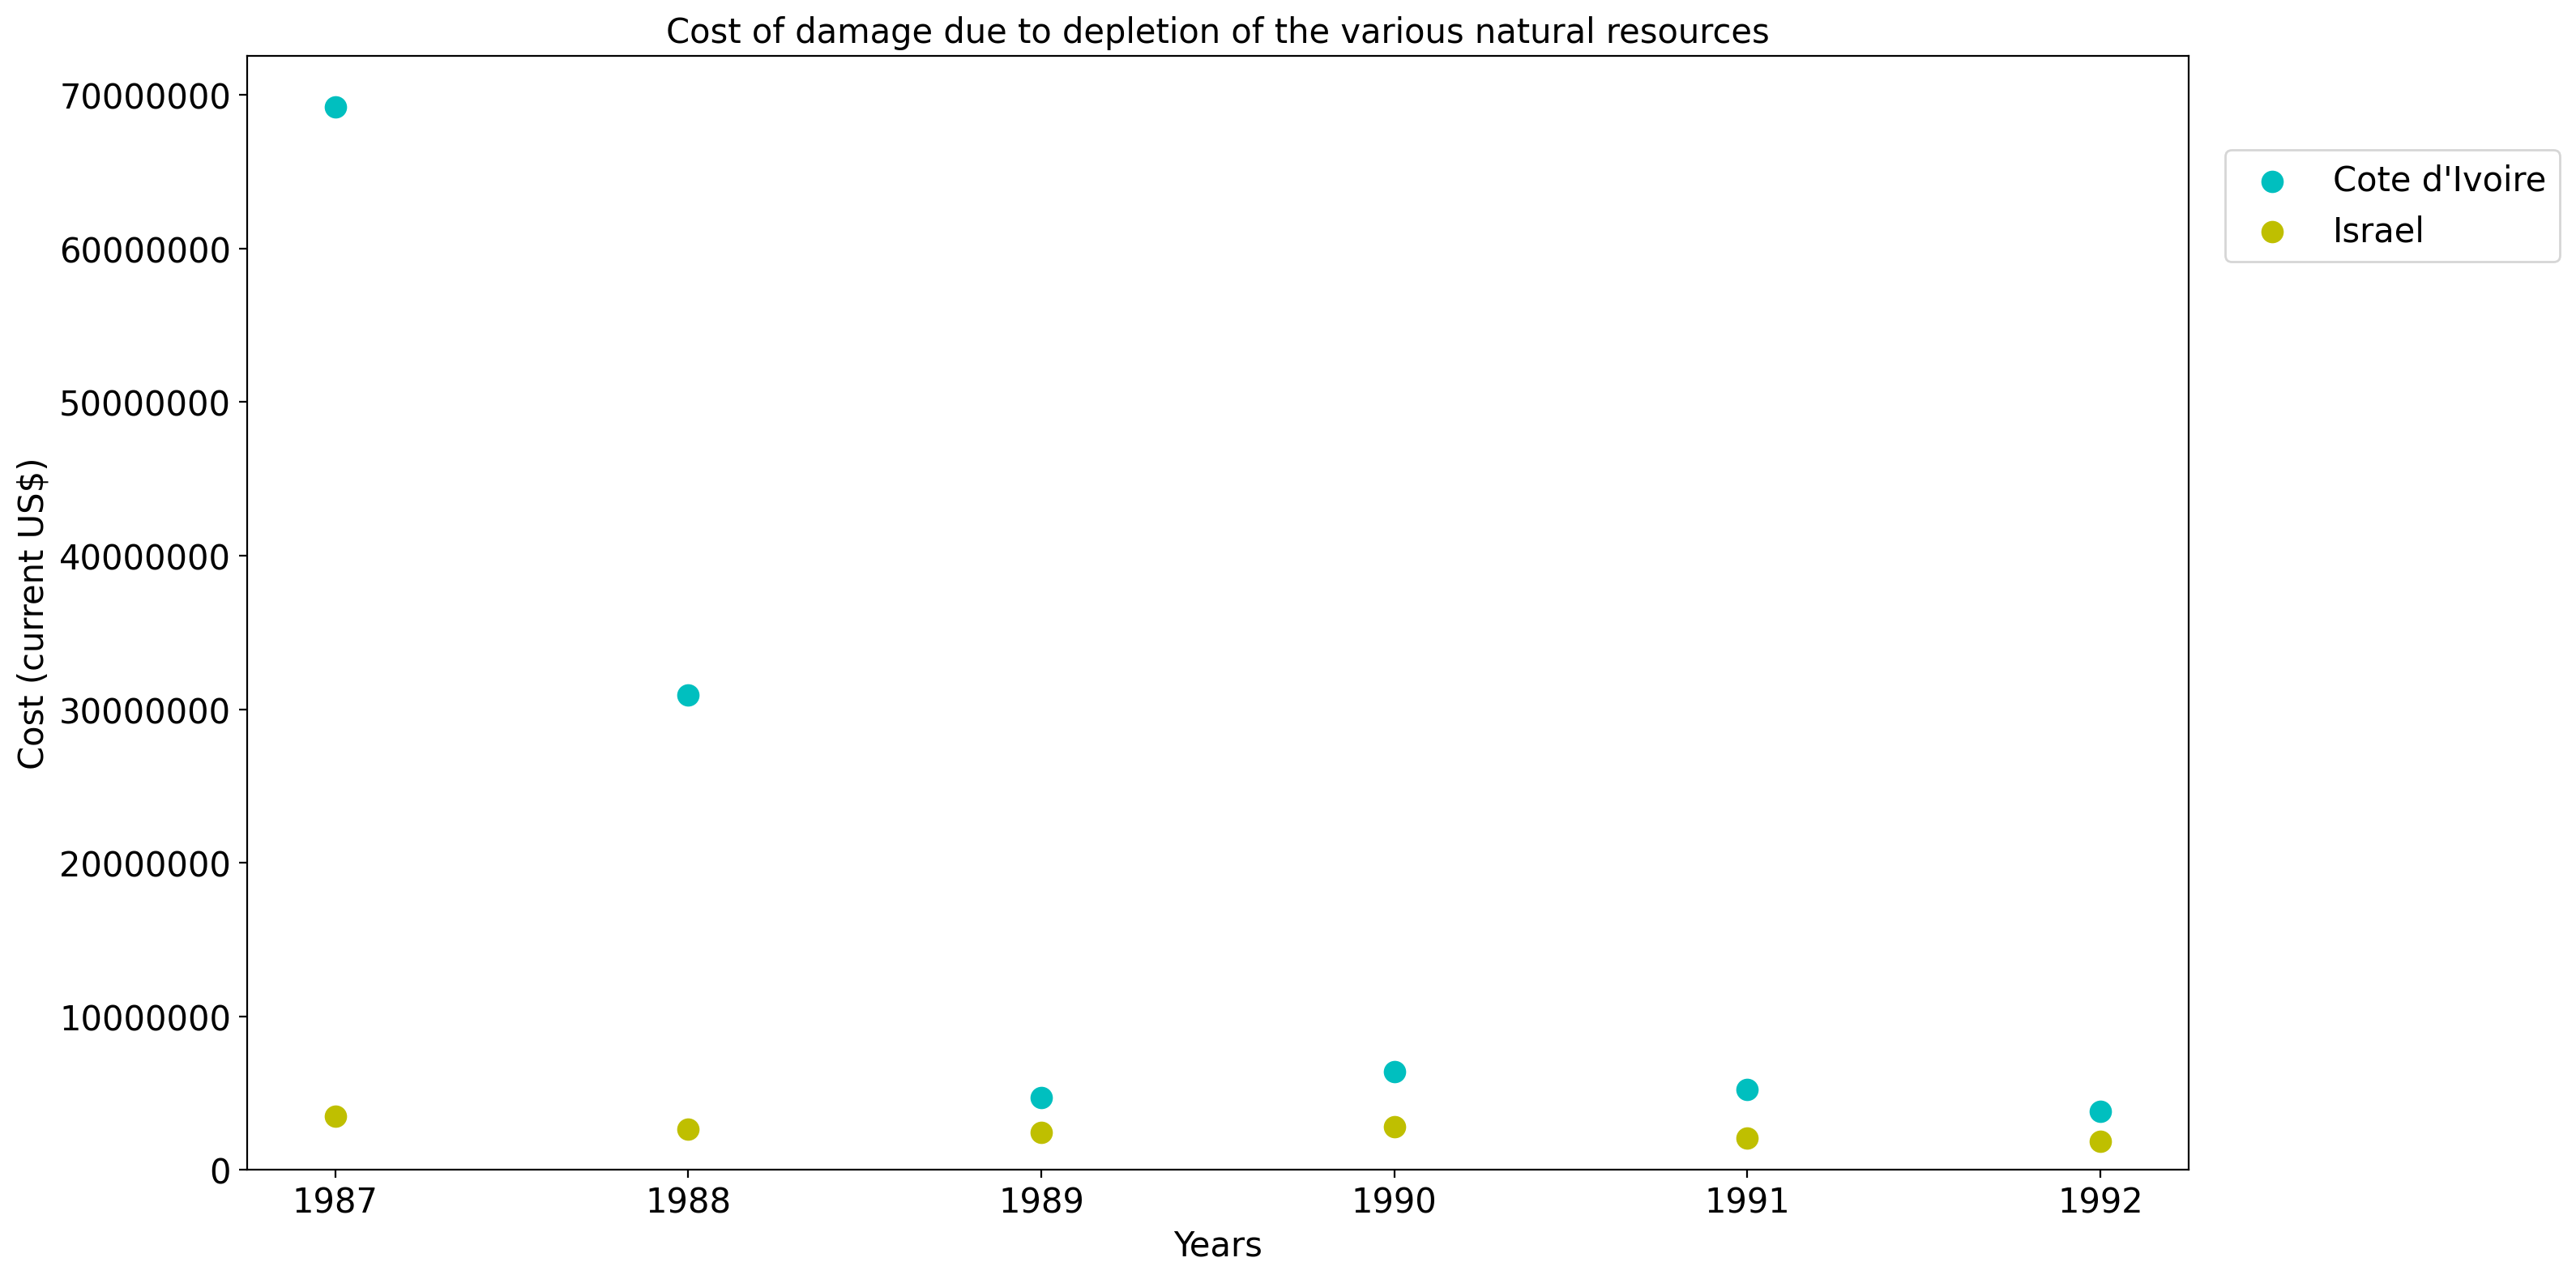 Cost of damage due to depletion of the various natural resources
70000000
60000000
50000000
40000000
30000000
20000000
10000000
0
Cost (current US$)
1987 1988 1989 1990 1991 1992
Years
Cote d'Ivoire
Israel